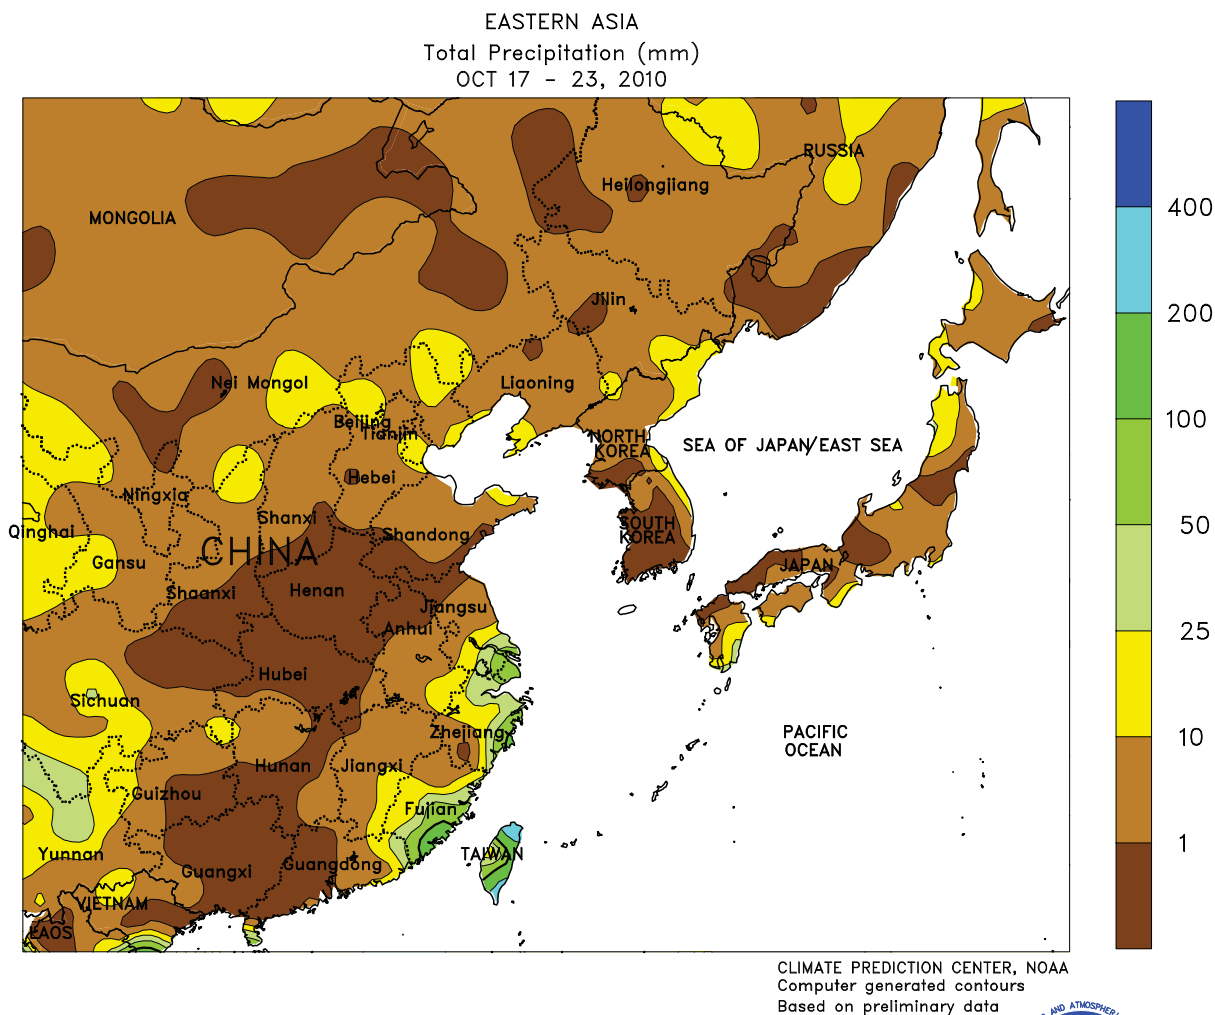 EASTERN ASIA
Total Precipitation (mm)
OCT 17 - 23, 2010
RUSSIA
Heilongjiang
MONGOLIA
400
Jilin
200
Nei Mongol
Liaoning
Beijing
Tianjin
100
NORTH
KOREA
SEA OF JAPAN/EAST SEA
Hebei
Ningxia
Shanxi
SOUTH
KOREA
50
Qinghai
Shandong
CHINA
Gansu
JAPAN
Shaanxi
Henan
Jiangsu
Anhui
25
Hubei
Sichuan
Zhejiang
PACIFIC
OCEAN
10
Hunan
Jiangxi
Guizhou
Fujian
1
Yunnan
TAIWAN
Guangxi
Guangdong
VIETNAM
LAOS
CLIMATE PREDICTION CENTER, NOAA
Computer generated contours
Based on preliminary data
AND ATMOSPHER